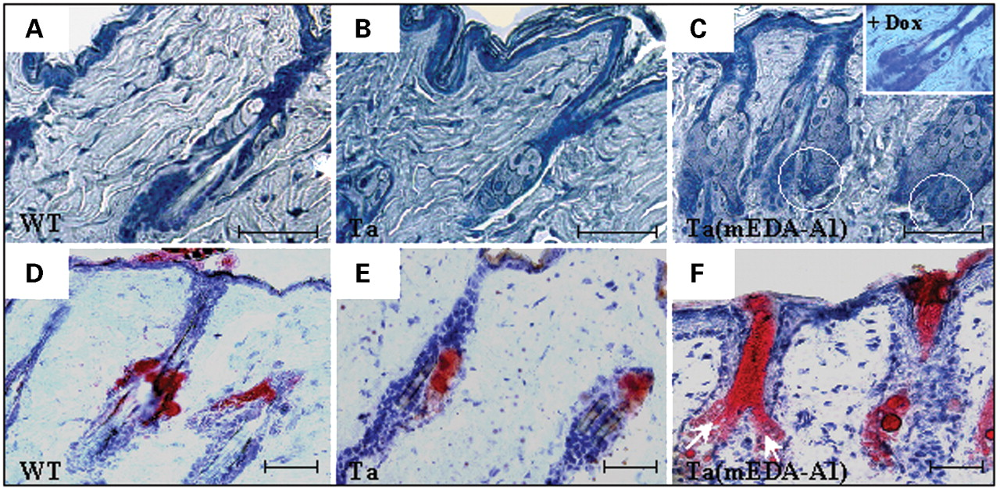 A
WT
B
Ta
C
+ Dox
Ta(mEDA-A1)
D
WT
E
Ta
F
Ta(mEDA-A1)